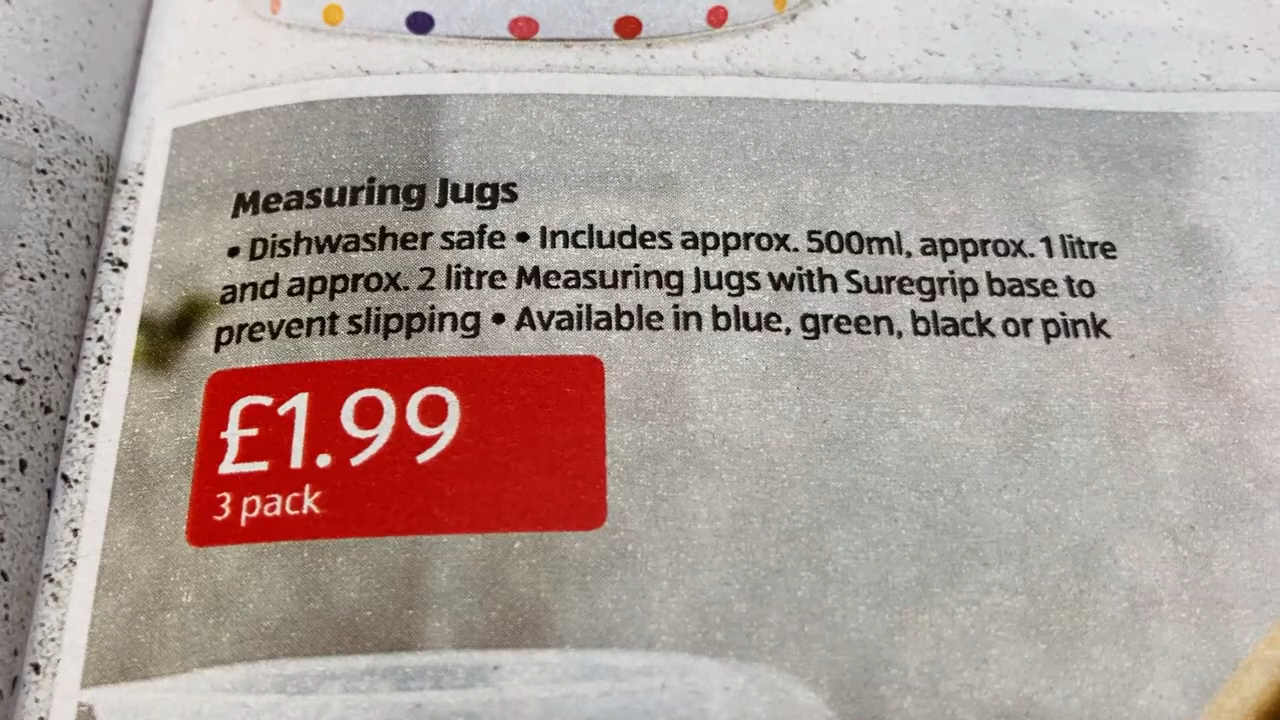 Measuring Jugs
• Dishwasher safe • Includes approx. 500ml, approx. 1 litre
and approx. 2 litre Measuring Jugs with Suregrip base to
prevent slipping • Available in blue, green, black or pink
£1.99
3 pack